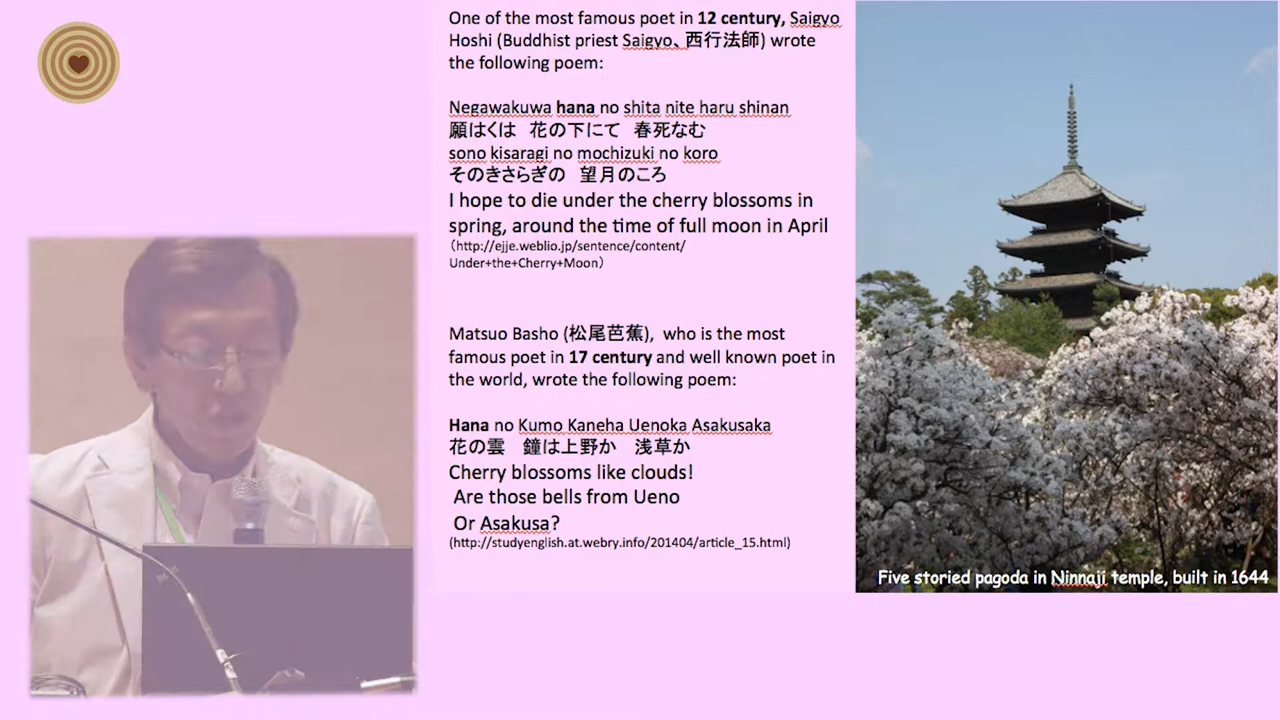 One of the most famous poet in 12 century, Saigyo
Hoshi (Buddhist priest Saigyo、西行法師) wrote
the following poem:
Negawakuwa hana no shita nite haru shinan
願はくは 花の下にて 春死なむ
sono kisaragi no mochizuki no koro
そのきさらぎの 望月のころ
I hope to die under the cherry blossoms in
spring, around the time of full moon in April
（http://ejje.weblio.jp/sentence/content/
Under+the+Cherry+Moon）
Matsuo Basho (松尾芭蕉), who is the most
famous poet in 17 century and well known poet in
the world, wrote the following poem:
Hana no Kumo Kaneha Uenoka Asakusaka
花の雲 鐘は上野か 浅草か
Cherry blossoms like clouds!
Are those bells from Ueno
Or Asakusa?
(http://studyenglish.at.webry.info/201404/article_15.html)
Five storied pagoda in Ninnaji temple, built in 1644